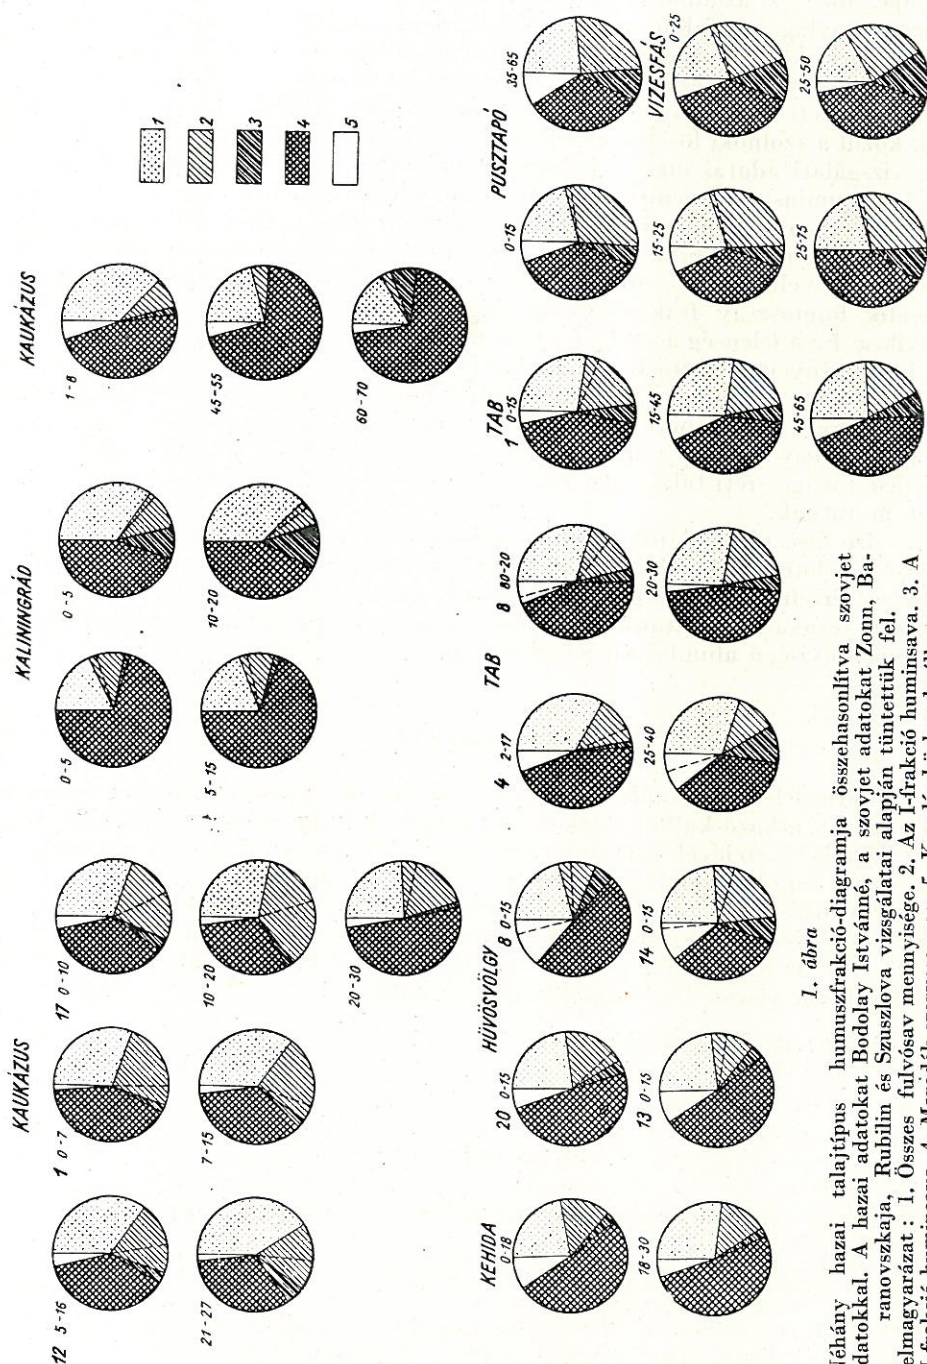 KAUKÁZUS KALININGRÁD KAUKÁZUS
12 5-16 1 0-7 17 0-10 0-5 0-5 1-8
1
2
3
4
5
21-27 7-15 10-20 5-15 10-20 45-55
20-30 60-70
KEHIDA HŰVÖSVÖLGY TAB TAB PUSZTAPÓ
0-18 20 0-15 8 0-15 4 2-17 8 80-20 1 0-15 0-15 35-65
VIZESFÁS
18-30 13 0-15 14 0-15 25-40 20-30 15-45 15-25 0-25
45-65 25-75 25-50
1. ábra
Néhány hazai talajtípus humuszfrakció-diagramja összehasonlítva szovjet
adatokkal. A hazai adatokat Bodolay Istvánné, a szovjet adatokat Zonn, Ba-
ranovszkaja, Rubilin és Szuszlova vizsgálatai alapján tüntettük fel.
elmagyarázat : 1. Összes fulvósav mennyisége. 2. Az I-frakció huminsava. 3. A
frakció huminsava. 4. 5.